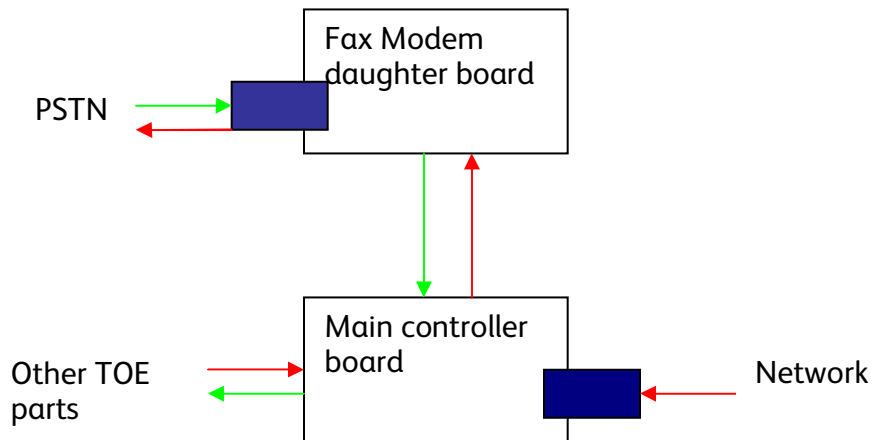 Fax Modem
daughter board
PSTN
Main controller
board
Other TOE
parts
Network